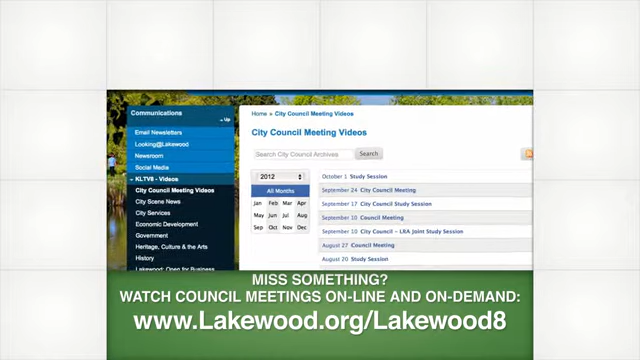 Communications
Up
Email Newsletters
Looking@Lakewood
Newsroom
Social Media
KLTV8 - Videos
City Council Meeting Videos
City Scene News
City Services
Economic Development
Government
Heritage, Culture & the Arts
History
Lakewood: Open for Business
Home » City Council Meeting Videos
City Council Meeting Videos
Search City Council Archives Search
2012
All Months
Jan Feb Mar Apr
May Jun Jul Aug
Sep Oct Nov Dec
October 1 Study Session
September 24 City Council Meeting
September 17 City Council Study Session
September 10 Council Meeting
September 10 City Council - LRA Joint Study Session
August 27 Council Meeting
August 20 Study Session
MISS SOMETHING?
WATCH COUNCIL MEETINGS ON-LINE AND ON-DEMAND:
www.Lakewood.org/Lakewood8